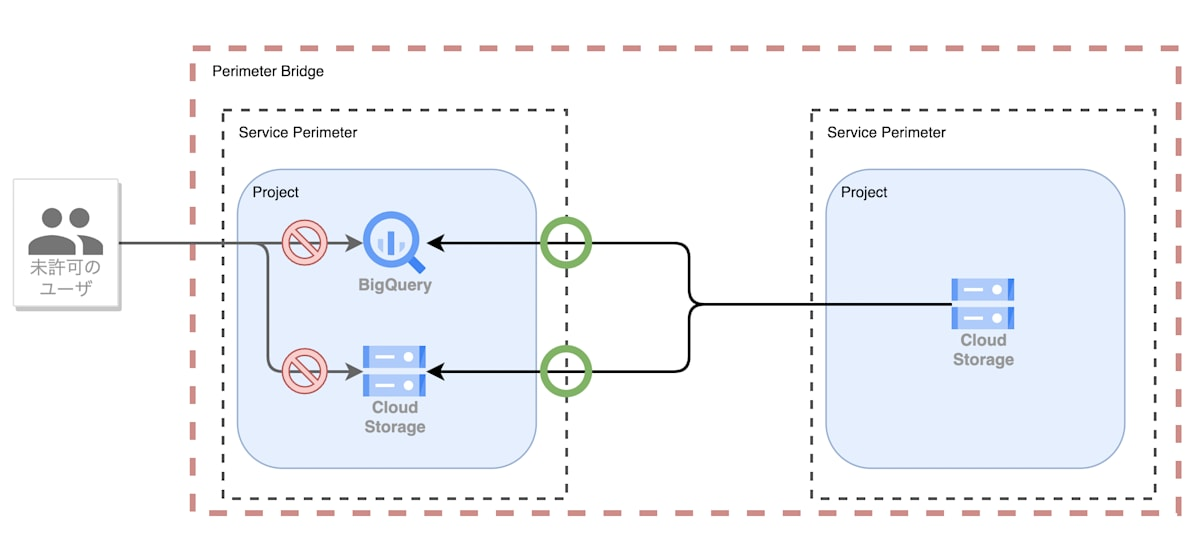 Perimeter Bridge
Service Perimeter
Project
BigQuery
Cloud
Storage
Service Perimeter
Project
Cloud
Storage
未許可の
ユーザ